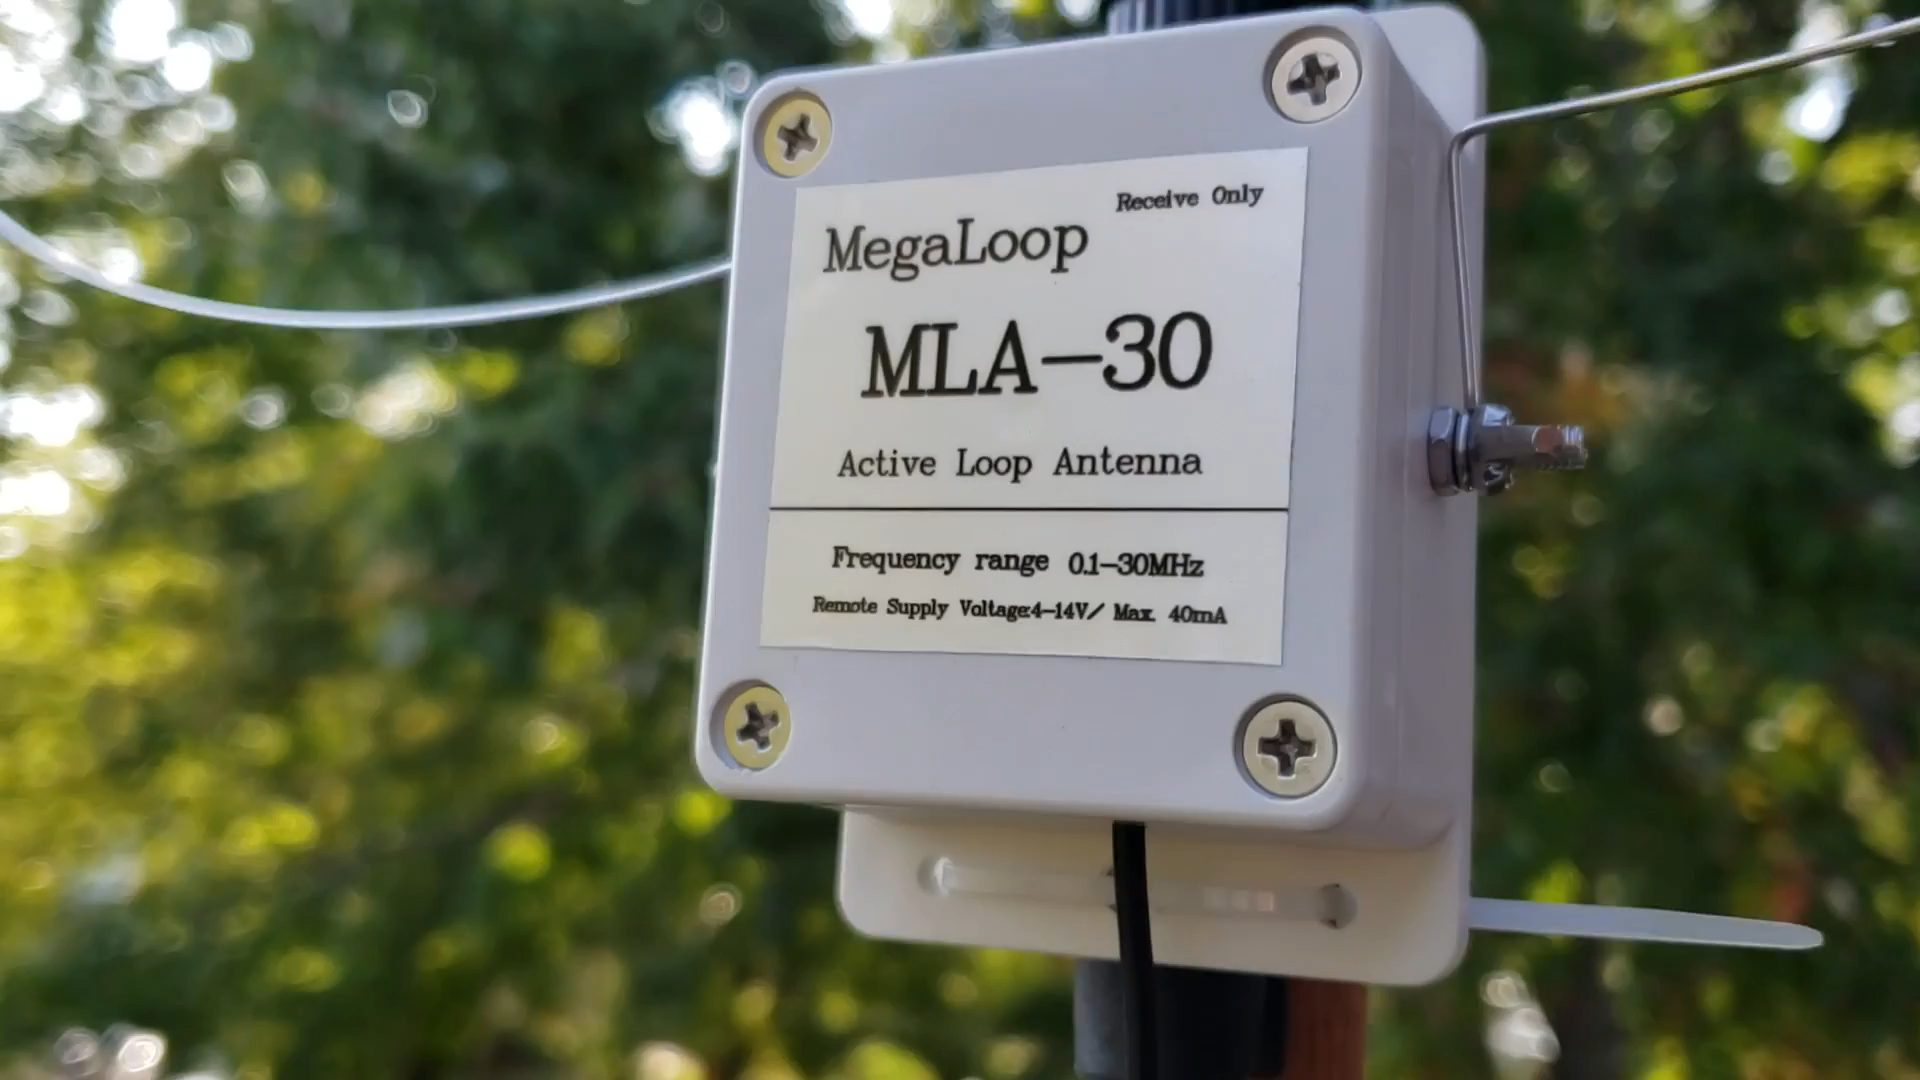 Receive Only
MegaLoop
MLA-30
Active Loop Antenna
Frequency range 0.1-30MHz
Remote Supply Voltage:4-14V/ Max. 40mA